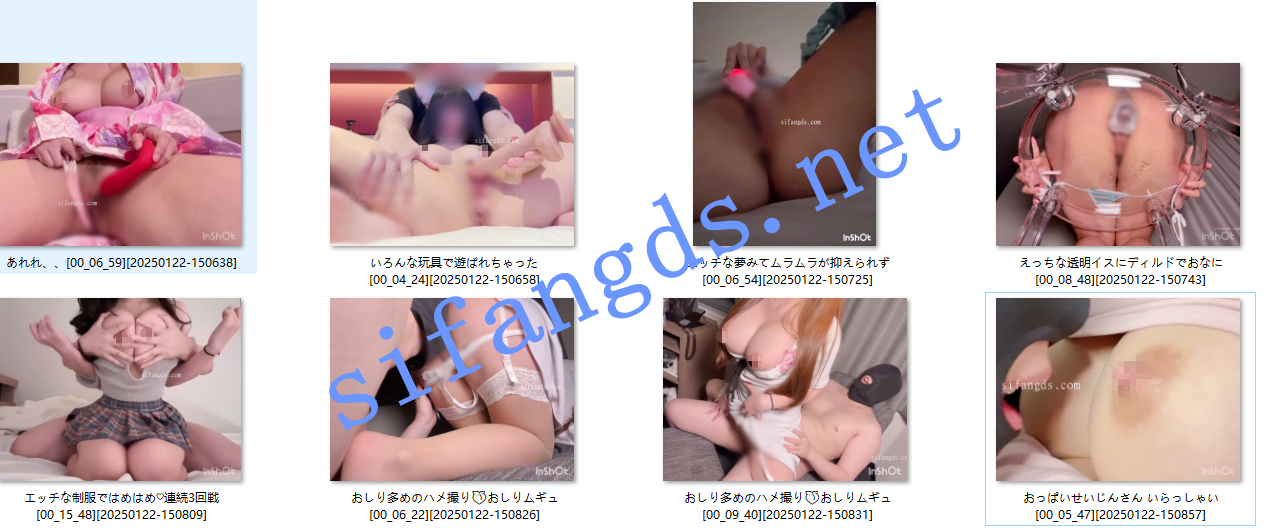 sifangds.com
sifangds.com
sifangds.com
InShOt
InShOt
InShOt
InShOt
あれれ、、[00_06_59][20250122-150638]
いろんな玩具で遊ばれちゃった
[00_04_24][20250122-150658]
ッチな夢みてムラムラが抑えられず
[00_06_54][20250122-150725]
えっちな透明イスにディルドでおなに
[00_08_48][20250122-150743]
sifangds.net
sifangds.com
sifangds.com
sifangds.com
InShOt
InShOt
InShOt
InShOt
エッチな制服ではめはめ♡連続3回戦
[00_15_48][20250122-150809]
おしり多めのハメ撮り おしりムギュ
[00_06_22][20250122-150826]
おしり多めのハメ撮り おしりムギュ
[00_09_40][20250122-150831]
おっぱいせいじんさん いらっしゃい
[00_05_47][20250122-150857]